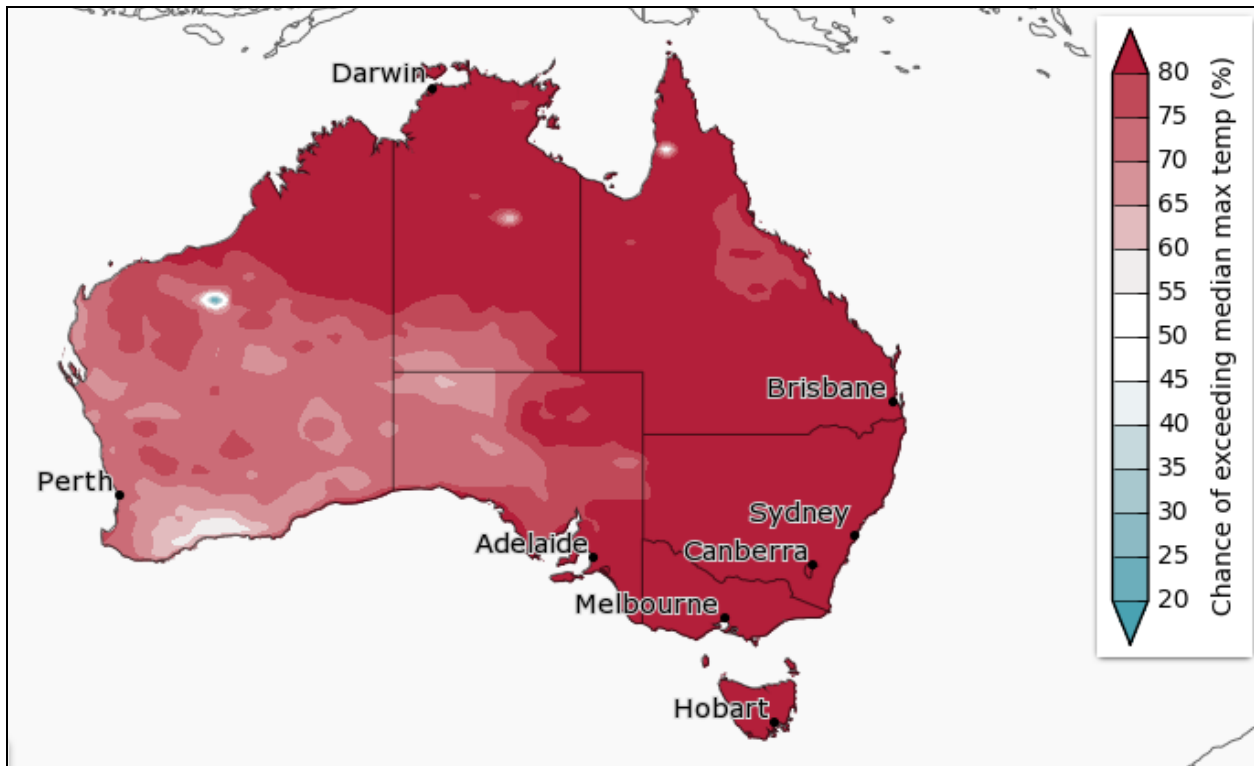 Darwin
Brisbane
Perth
Sydney
Adelaide
Canberra
Melbourne
Hobart
80
75
70
65
60
55
50
45
40
35
30
25
20
Chance of exceeding median max temp (%)